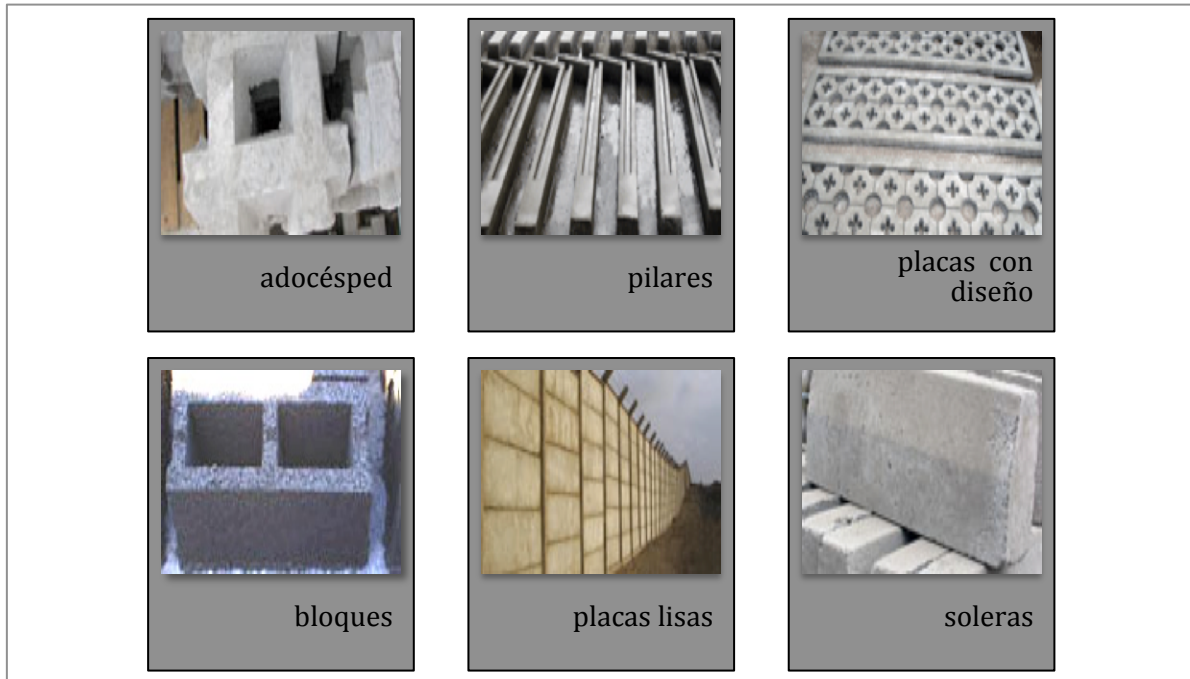 adocésped
pilares
placas con
diseño
bloques
placas lisas
soleras